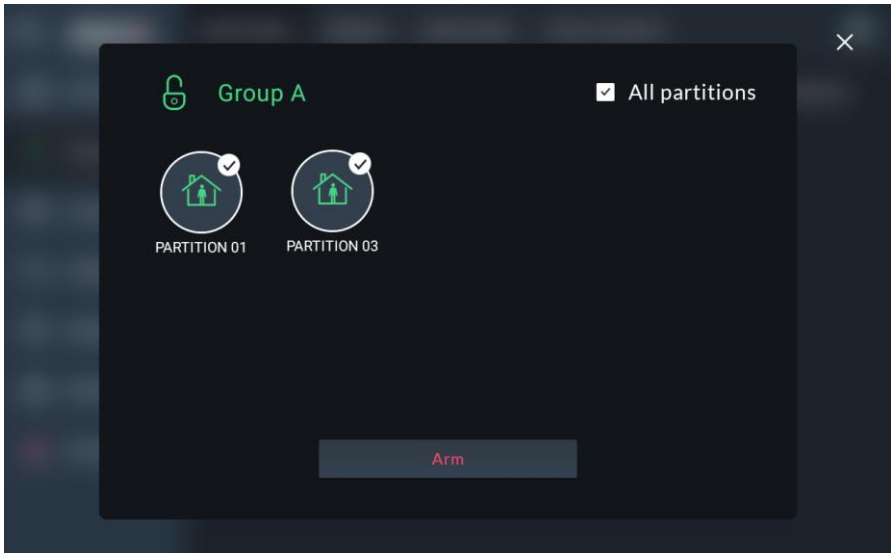 Group A
All partitions
PARTITION 01
PARTITION 03
Arm